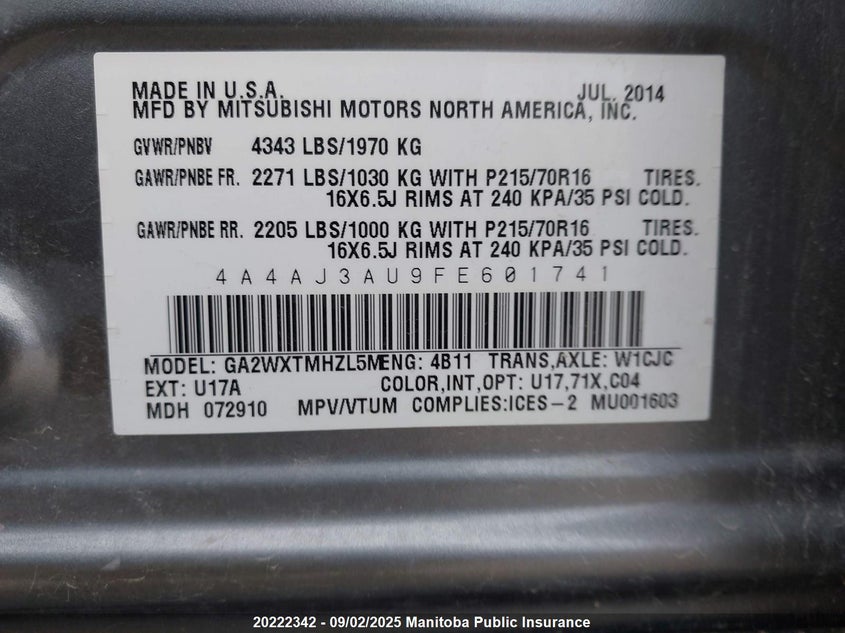 MADE IN U.S.A. JUL. 2014
MFD BY MITSUBISHI MOTORS NORTH AMERICA, INC.
GVWR/PNBV 4343 LBS/1970 KG
GAWR/PNBE FR. 2271 LBS/1030 KG WITH P215/70R16 TIRES.
16X6.5J RIMS AT 240 KPA/35 PSI COLD.
GAWR/PNBE RR. 2205 LBS/1000 KG WITH P215/70R16 TIRES.
16X6.5J RIMS AT 240 KPA/35 PSI COLD.
4A4AJ3AU9FE601741
MODEL: GA2WXTMHZL5M ENG: 4B11 TRANS,AXLE: W1CJC
EXT: U17A COLOR,INT,OPT: U17,71X,C04
MDH 072910 MPV/VTUM COMPLIES:ICES-2 MU001603
20222342 - 09/02/2025 Manitoba Public Insurance